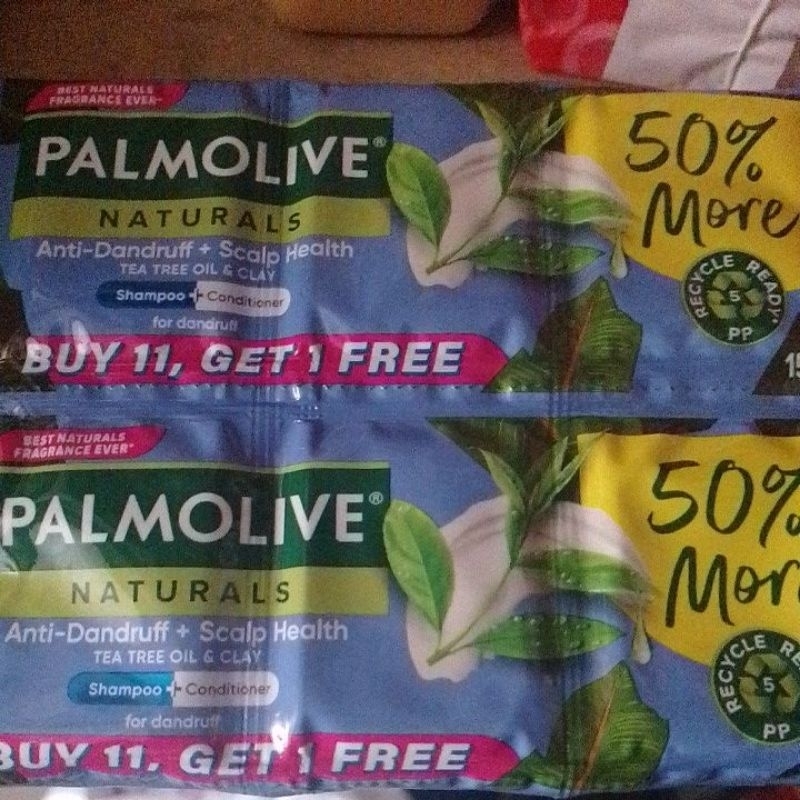 BEST NATURALS
FRAGRANCE EVER~
PALMOLIVE®
NATURALS
Anti-Dandruff + Scalp Health
TEA TREE OIL & CLAY
Shampoo + Conditioner
for dandruff
BUY 11, GET 1 FREE
50%
More
RECYCLE READY*
5
PP
15
BEST NATURALS
FRAGRANCE EVER~
PALMOLIVE®
NATURALS
Anti-Dandruff + Scalp Health
TEA TREE OIL & CLAY
Shampoo + Conditioner
for dandruff
BUY 11, GET 1 FREE
50%
More
RECYCLE RE
5
PP